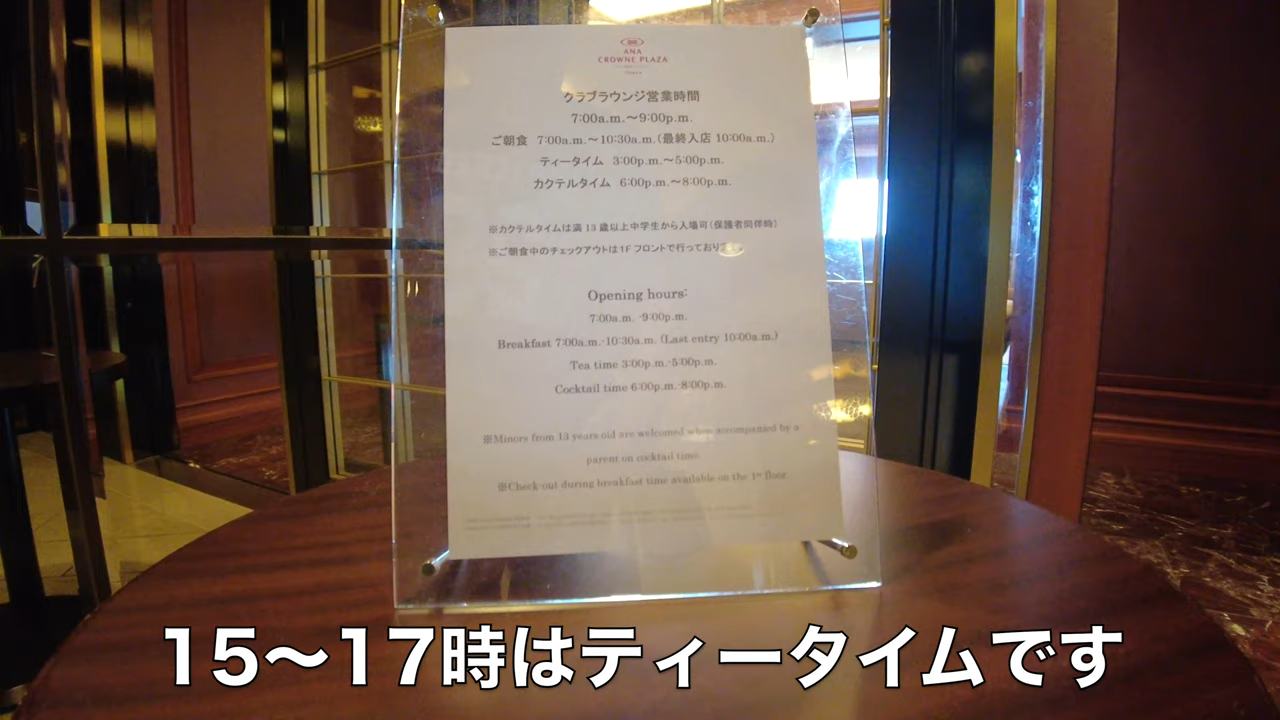 ANA
CROWNE PLAZA
クラブラウンジ営業時間
7:00a.m.～9:00p.m.
ご朝食 7:00a.m.～10:30a.m.(最終入店 10:00a.m.)
ティータイム 3:00p.m.～5:00p.m.
カクテルタイム 6:00p.m.～8:00p.m.
※カクテルタイムは満 13 歳以上中学生から入場可(保護者同伴時)
※ご朝食中のチェックアウトは1F フロントで行っており
Opening hours:
7:00a.m. -9:00p.m.
Breakfast 7:00a.m.-10:30a.m. (Last entry 10:00a.m.)
Tea time 3:00p.m.-5:00p.m.
Cocktail time 6:00p.m.-8:00p.m.
※Minors from 13 years old are welcomed when accompanied by a
parent on cocktail time.
※Check-out during breakfast time available on the 1st floor.
15～17時はティータイムです